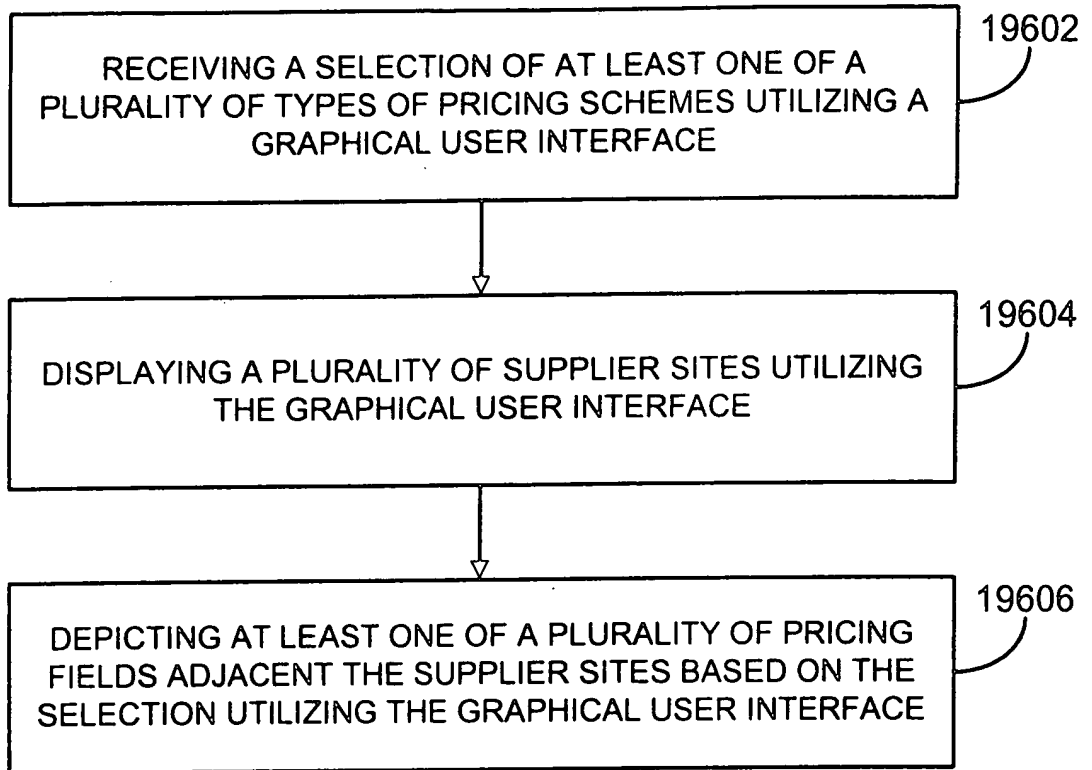 19602
RECEIVING A SELECTION OF AT LEAST ONE OF A
PLURALITY OF TYPES OF PRICING SCHEMES UTILIZING A
GRAPHICAL USER INTERFACE
19604
DISPLAYING A PLURALITY OF SUPPLIER SITES UTILIZING
THE GRAPHICAL USER INTERFACE
19606
DEPICTING AT LEAST ONE OF A PLURALITY OF PRICING
FIELDS ADJACENT THE SUPPLIER SITES BASED ON THE
SELECTION UTILIZING THE GRAPHICAL USER INTERFACE